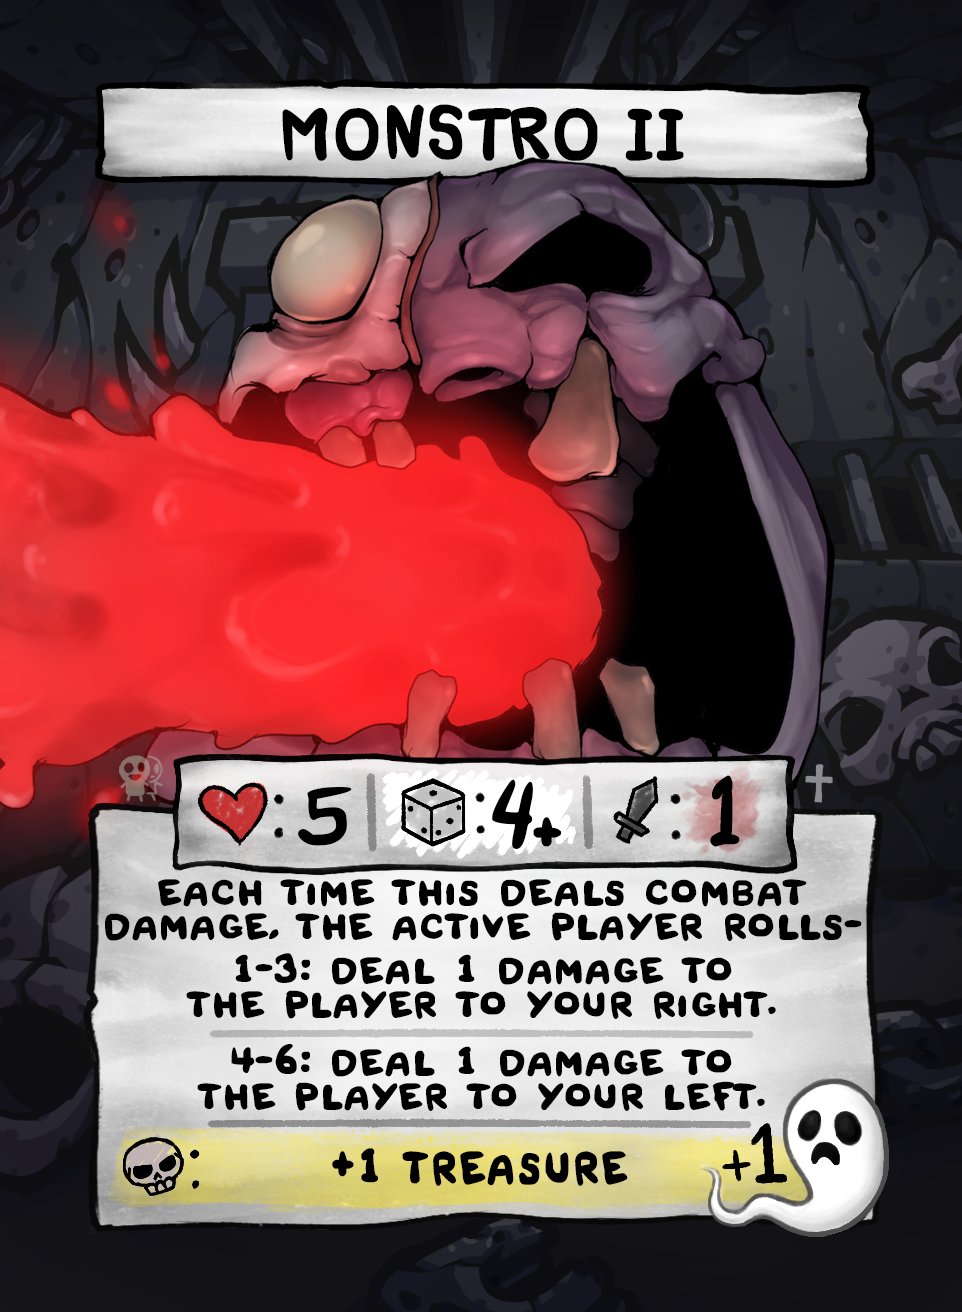 MONSTRO II
: 5 : 4+ : 1
EACH TIME THIS DEALS COMBAT
DAMAGE, THE ACTIVE PLAYER ROLLS-
1-3: DEAL 1 DAMAGE TO
THE PLAYER TO YOUR RIGHT.
4-6: DEAL 1 DAMAGE TO
THE PLAYER TO YOUR LEFT.
: +1 TREASURE +1